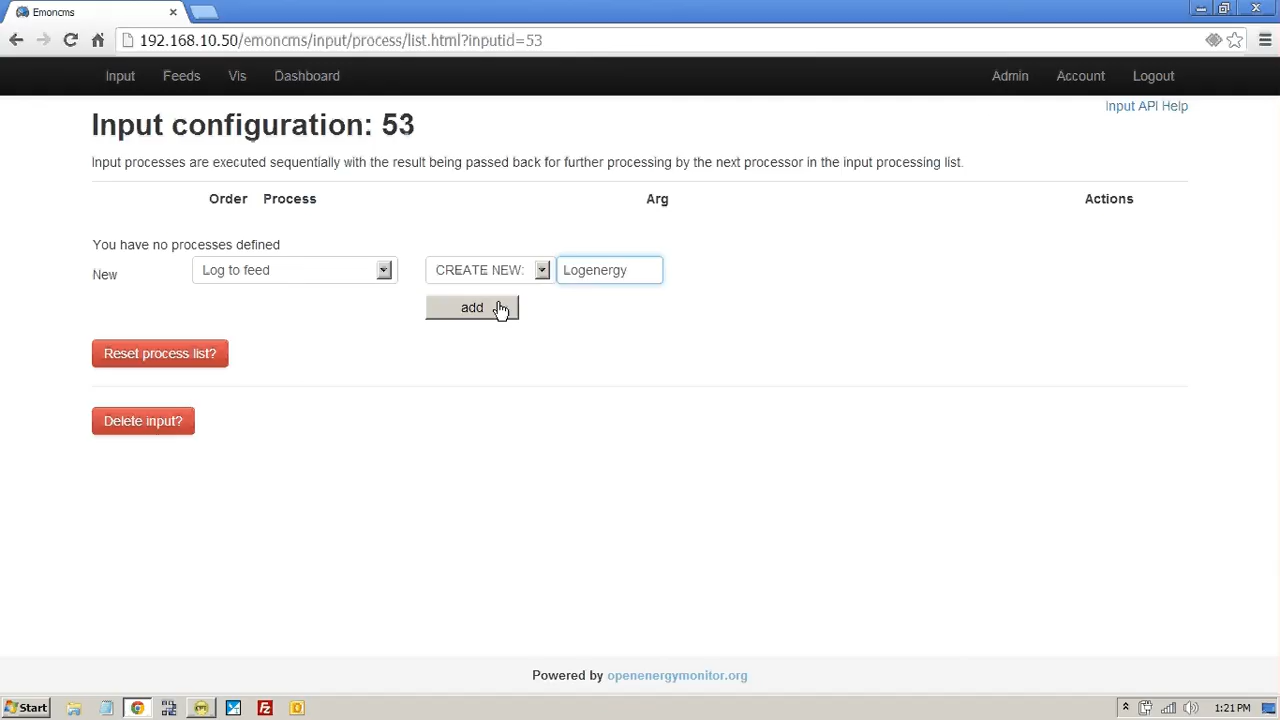 Emoncms
192.168.10.50/emoncms/input/process/list.html?inputid=53
Input Feeds Vis Dashboard Admin Account Logout
Input API Help
Input configuration: 53
Input processes are executed sequentially with the result being passed back for further processing by the next processor in the input processing list.
Order Process Arg Actions
You have no processes defined
New Log to feed CREATE NEW: Logenergy
add
Reset process list?
Delete input?
Powered by openenergymonitor.org
Start 1:21 PM